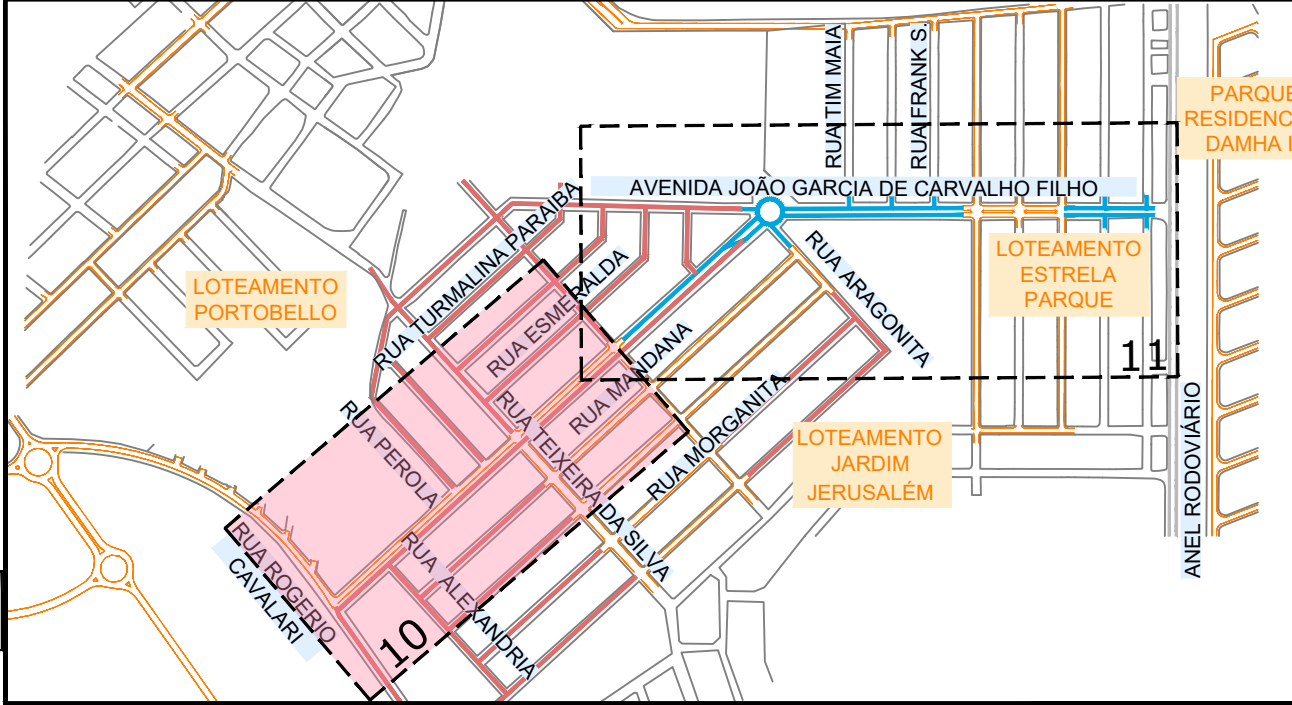 RUA TIM MAIA
RUA FRANK S.
PARQUE
RESIDENC
DAMHA I
AVENIDA JOÃO GARCIA DE CARVALHO FILHO
RUA TURMALINA PARAIBA
LOTEAMENTO
PORTOBELLO
RUA ESMERALDA
RUA ARAGONITA
LOTEAMENTO
ESTRELA
PARQUE
11
RUA MANDANA
RUA MORGANITA
RUA TEIXEIRA DA SILVA
RUA PEROLA
LOTEAMENTO
JARDIM
JERUSALÉM
ANEL RODOVIÁRIO
RUA ROGERIO
CAVALARI
RUA ALEXANDRIA
10